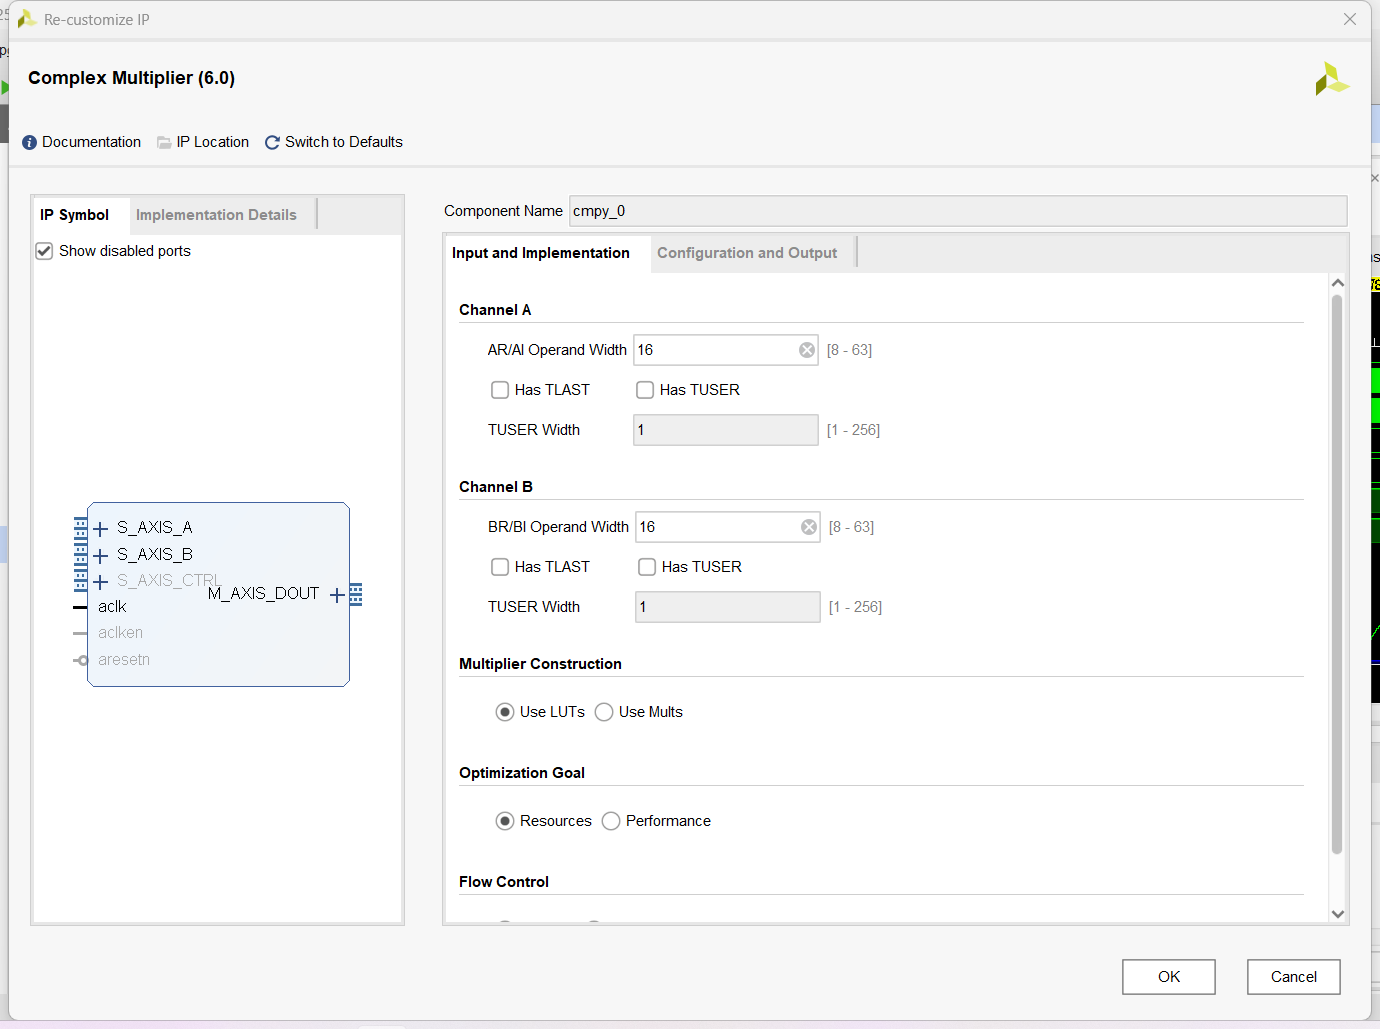 Re-customize IP
Complex Multiplier (6.0)
Documentation IP Location Switch to Defaults
IP Symbol Implementation Details
Show disabled ports
S_AXIS_A
S_AXIS_B
S_AXIS_CTRL
M_AXIS_DOUT
aclk
aclken
aresetn
Component Name cmpy_0
Input and Implementation Configuration and Output
Channel A
AR/AI Operand Width 16 [8 - 63]
Has TLAST Has TUSER
TUSER Width 1 [1 - 256]
Channel B
BR/BI Operand Width 16 [8 - 63]
Has TLAST Has TUSER
TUSER Width 1 [1 - 256]
Multiplier Construction
Use LUTs Use Mults
Optimization Goal
Resources Performance
Flow Control
OK Cancel